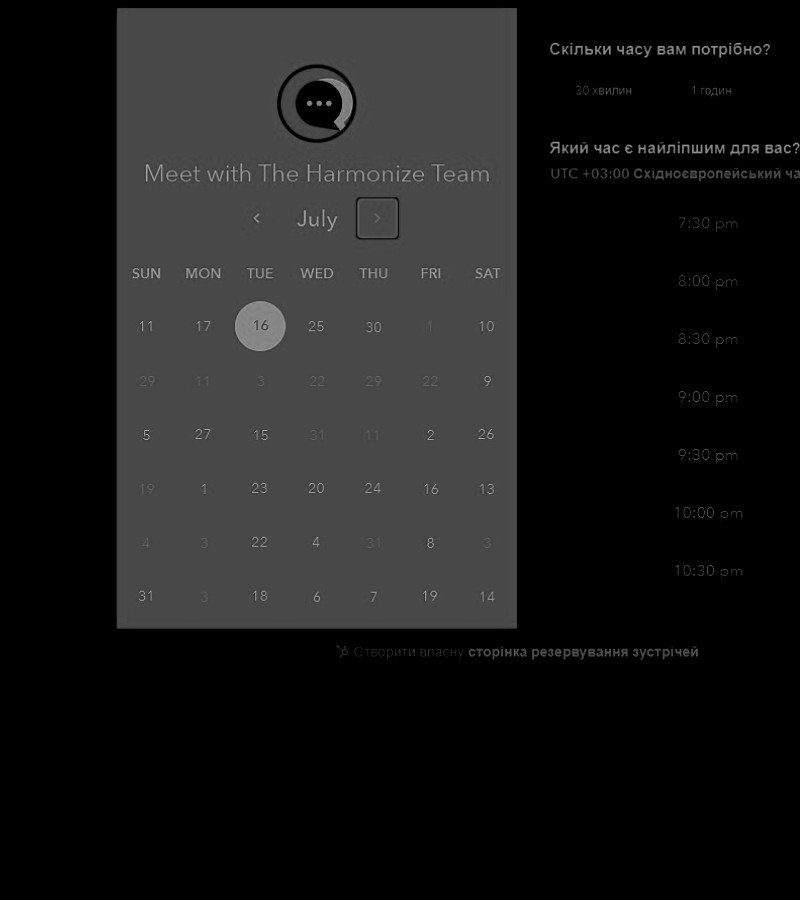 Meet with The Harmonize Team
July
SUN MON TUE WED THU FRI SAT
11 17 16 25 30 1 10
29 11 3 22 29 22 9
5 27 15 31 11 2 26
19 1 23 20 24 16 13
4 3 22 4 31 8 3
31 3 18 6 7 19 14
Скільки часу вам потрібно?
30 хвилин 1 годин
Який час є найліпшим для вас?
UTC +03:00 Східноєвропейський ча
7:30 pm
8:00 pm
8:30 pm
9:00 pm
9:30 pm
10:00 pm
10:30 pm
Створити власну сторінка резервування зустрічей